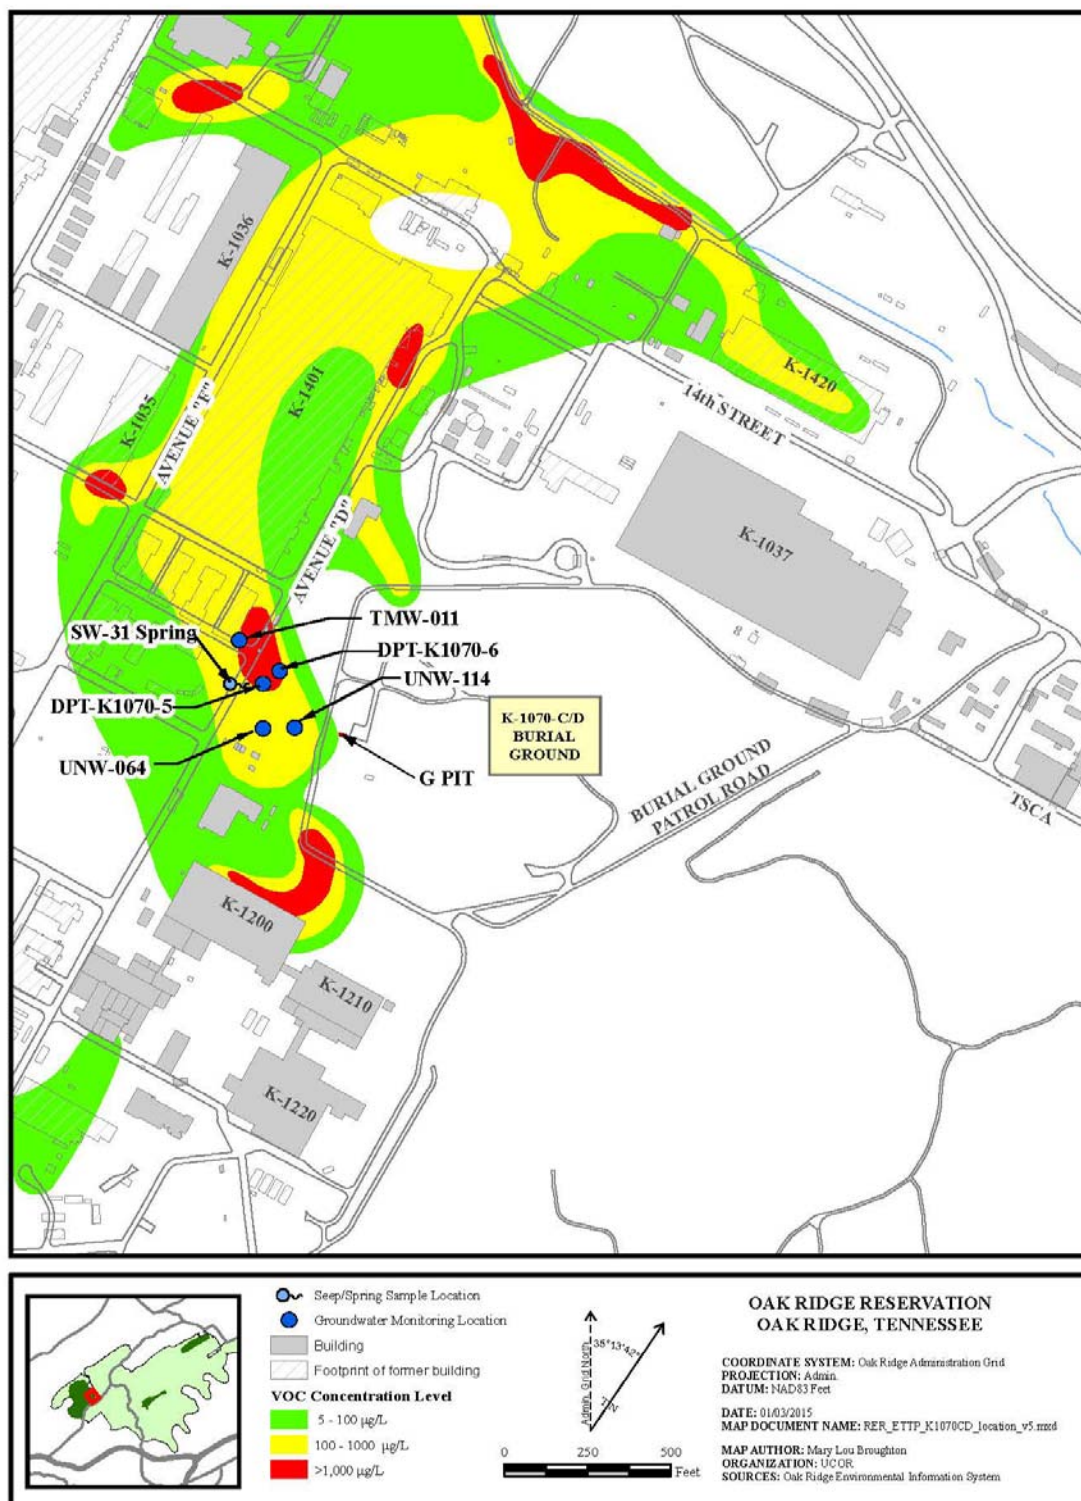 K-1036
K-1035
AVENUE "F"
K-1401
K-1420
14th STREET
AVENUE "D"
K-1037
TMW-011
SW-31 Spring
DPT-K1070-6
UNW-114
DPT-K1070-5
K-1070-C/D
BURIAL
GROUND
UNW-064
G PIT
BURIAL GROUND
PATROL ROAD
TSCA
K-1200
K-1210
K-1220
Seep/Spring Sample Location
Groundwater Monitoring Location
Building
Footprint of former building
VOC Concentration Level
5 - 100 µg/L
100 - 1000 µg/L
>1,000 µg/L
Admin. Grid North
35°13'42"
0 250 500
Feet
OAK RIDGE RESERVATION
OAK RIDGE, TENNESSEE
COORDINATE SYSTEM: Oak Ridge Administration Grid
PROJECTION: Admin.
DATUM: NAD83 Feet
DATE: 01/03/2015
MAP DOCUMENT NAME: RER_ETTP_K1070CD_location_v5.mxd
MAP AUTHOR: Mary Lou Broughton
ORGANIZATION: UCOR
SOURCES: Oak Ridge Environmental Information System